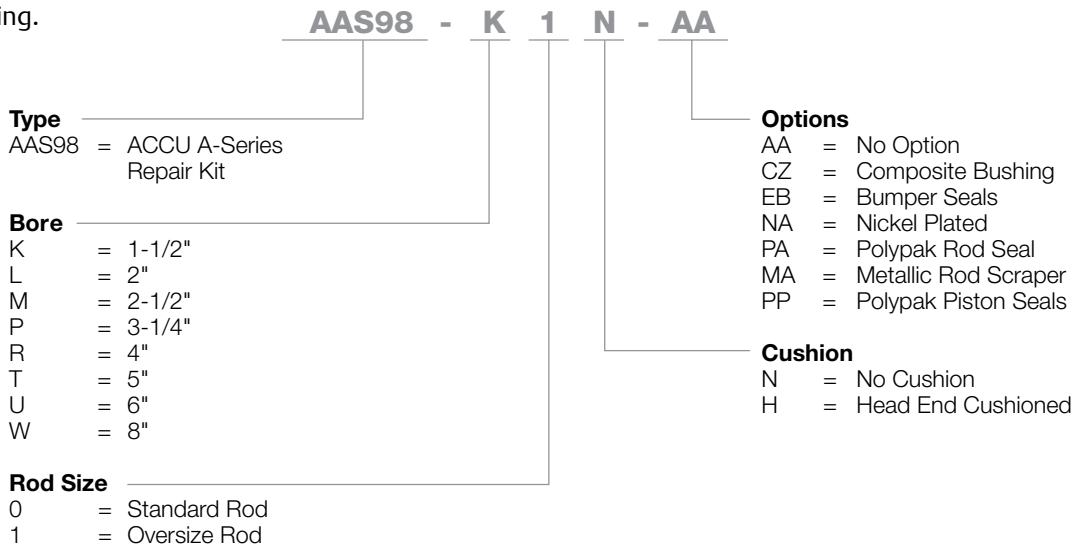 ing.
AAS98 - K 1 N - AA
Type
AAS98 = ACCU A-Series
Repair Kit
Bore
K = 1-1/2"
L = 2"
M = 2-1/2"
P = 3-1/4"
R = 4"
T = 5"
U = 6"
W = 8"
Rod Size
0 = Standard Rod
1 = Oversize Rod
Options
AA = No Option
CZ = Composite Bushing
EB = Bumper Seals
NA = Nickel Plated
PA = Polypak Rod Seal
MA = Metallic Rod Scraper
PP = Polypak Piston Seals
Cushion
N = No Cushion
H = Head End Cushioned